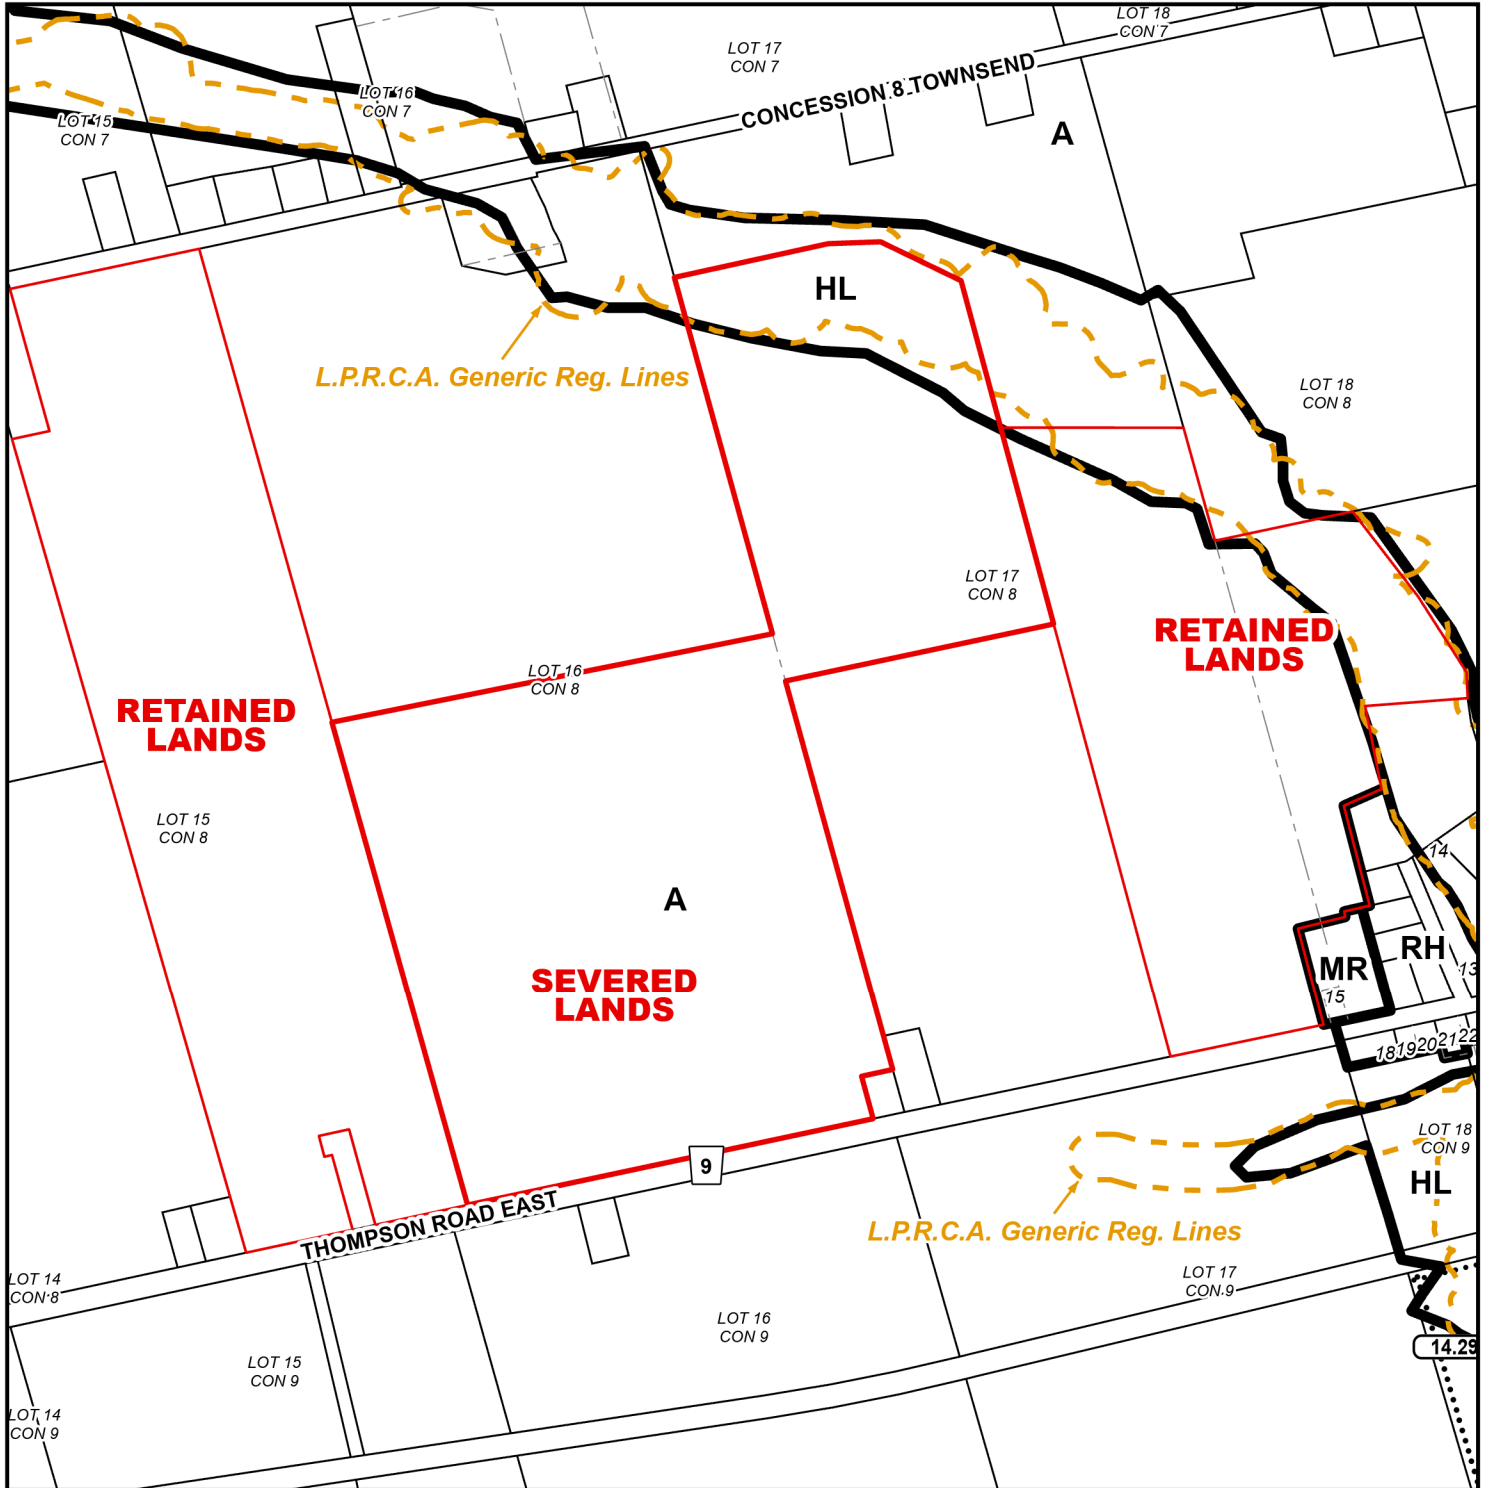 LOT 18
CON 7
LOT 17
CON 7
CONCESSION 8 TOWNSEND
LOT 16
CON 7
LOT 15
CON 7
A
HL
L.P.R.C.A. Generic Reg. Lines
LOT 18
CON 8
LOT 17
CON 8
RETAINED
LANDS
LOT 16
CON 8
RETAINED
LANDS
LOT 15
CON 8
14
A
RH
MR
13
15
SEVERED
LANDS
18 19 20 21 22
9
LOT 18
CON 9
HL
THOMPSON ROAD EAST
L.P.R.C.A. Generic Reg. Lines
LOT 14
CON 8
LOT 17
CON 9
LOT 16
CON 9
14.29
LOT 15
CON 9
LOT 14
CON 9